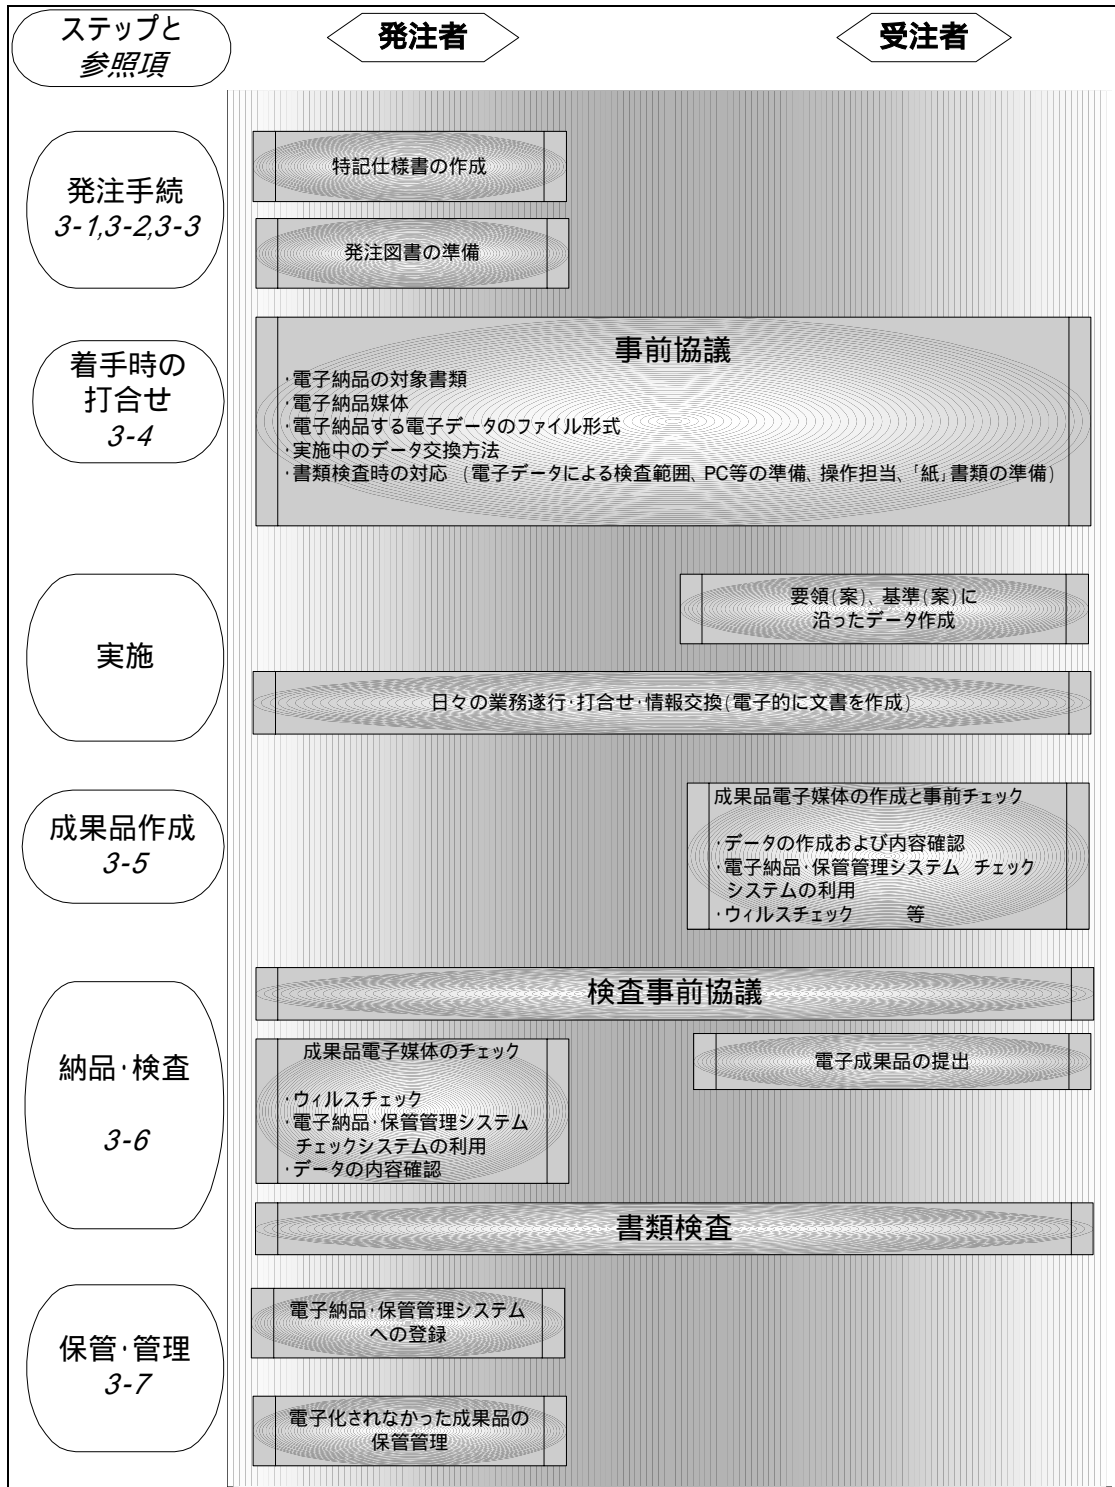 ステップと
参照項
発注者
受注者
発注手続
3-1,3-2,3-3
特記仕様書の作成
発注図書の準備
着手時の
打合せ
3-4
事前協議
・電子納品の対象書類
・電子納品媒体
・電子納品する電子データのファイル形式
・実施中のデータ交換方法
・書類検査時の対応 (電子データによる検査範囲、PC等の準備、操作担当、「紙」書類の準備)
実施
要領(案)、基準(案)に
沿ったデータ作成
日々の業務遂行・打合せ・情報交換(電子的に文書を作成)
成果品作成
3-5
成果品電子媒体の作成と事前チェック
・データの作成および内容確認
・電子納品・保管管理システム チェック
システムの利用
・ウィルスチェック 等
納品・検査
3-6
検査事前協議
成果品電子媒体のチェック
・ウィルスチェック
・電子納品・保管管理システム
チェックシステムの利用
・データの内容確認
電子成果品の提出
書類検査
保管・管理
3-7
電子納品・保管管理システム
への登録
電子化されなかった成果品の
保管管理